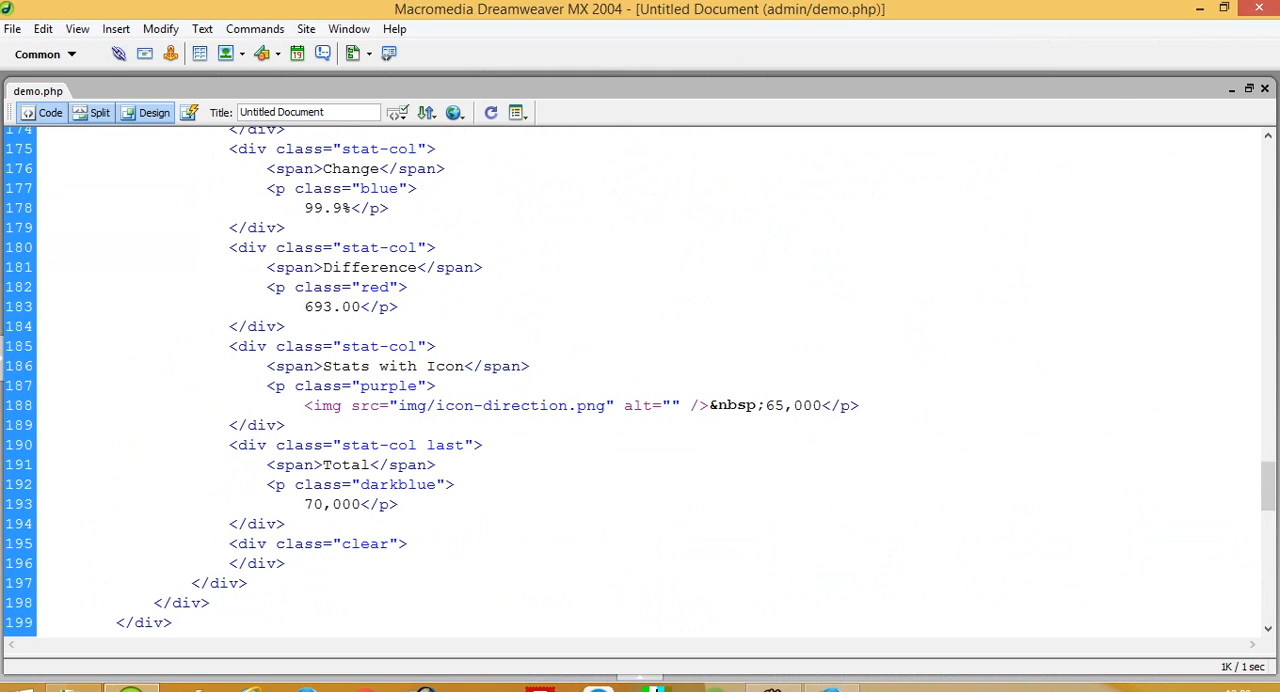 Macromedia Dreamweaver MX 2004 - [Untitled Document (admin/demo.php)]
File Edit View Insert Modify Text Commands Site Window Help
Common
demo.php
Code Split Design Title: Untitled Document
174 </div>
175 <div class="stat-col">
176 <span>Change</span>
177 <p class="blue">
178 99.9%</p>
179 </div>
180 <div class="stat-col">
181 <span>Difference</span>
182 <p class="red">
183 693.00</p>
184 </div>
185 <div class="stat-col">
186 <span>Stats with Icon</span>
187 <p class="purple">
188 <img src="img/icon-direction.png" alt="" />&nbsp;65,000</p>
189 </div>
190 <div class="stat-col last">
191 <span>Total</span>
192 <p class="darkblue">
193 70,000</p>
194 </div>
195 <div class="clear">
196 </div>
197 </div>
198 </div>
199 </div>
1K / 1 sec